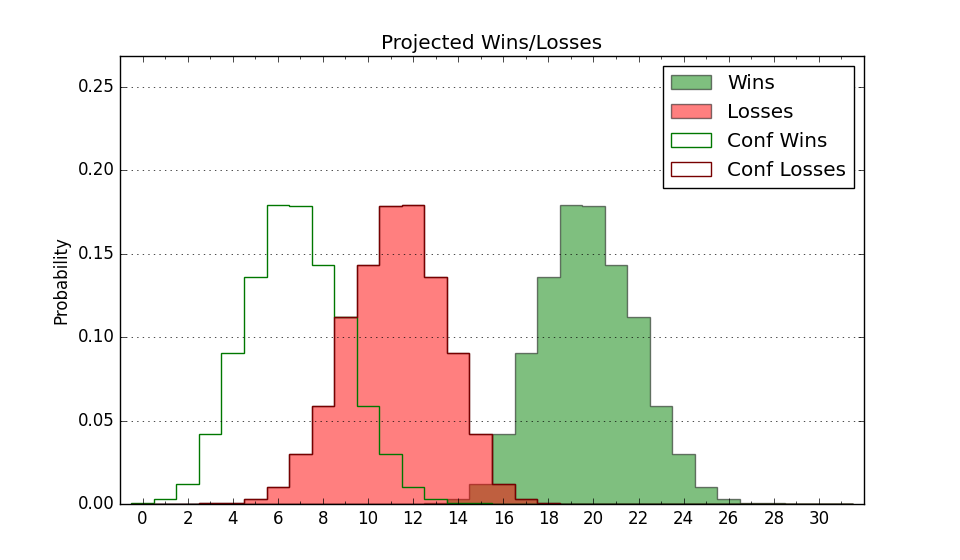 Projected Wins/Losses
Wins
Losses
Conf Wins
Conf Losses
Probability
0.25
0.20
0.15
0.10
0.05
0.00
0 2 4 6 8 10 12 14 16 18 20 22 24 26 28 30